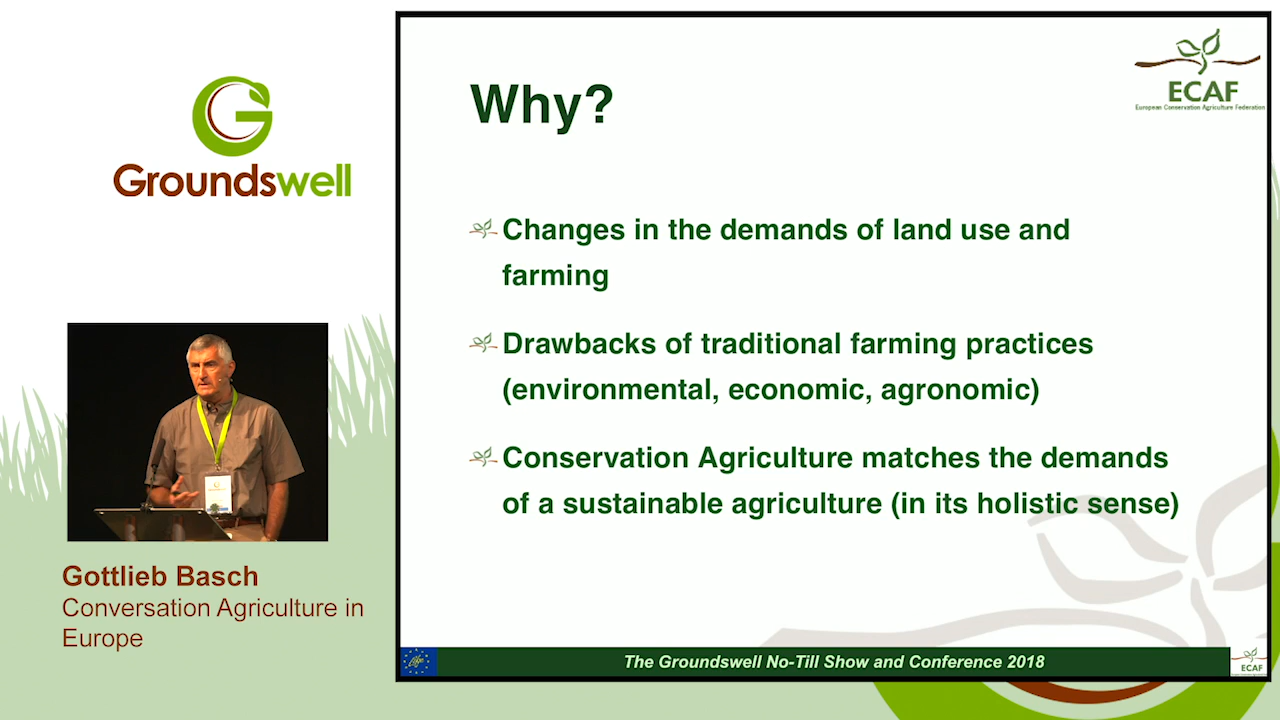 Groundswell
Gottlieb Basch
Conversation Agriculture in
Europe
Why?
ECAF
European Conservation Agriculture Federation
Changes in the demands of land use and
farming
Drawbacks of traditional farming practices
(environmental, economic, agronomic)
Conservation Agriculture matches the demands
of a sustainable agriculture (in its holistic sense)
life
The Groundswell No-Till Show and Conference 2018
ECAF